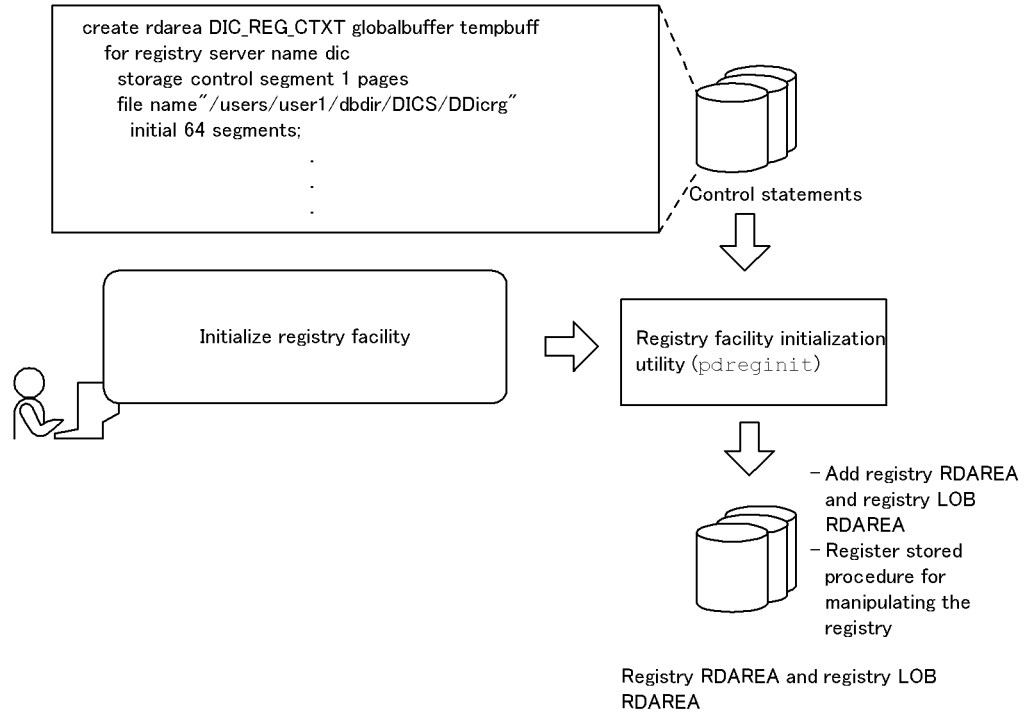 create rdarea DIC_REG_CTXT globalbuffer tempbuff
for registry server name dic
storage control segment 1 pages
file name"/users/user1/dbdir/DICS/DDicrg"
initial 64 segments;
.
.
.
Control statements
Initialize registry facility
Registry facility initialization
utility (pdreginit)
- Add registry RDAREA
and registry LOB
RDAREA
- Register stored
procedure for
manipulating the
registry
Registry RDAREA and registry LOB
RDAREA